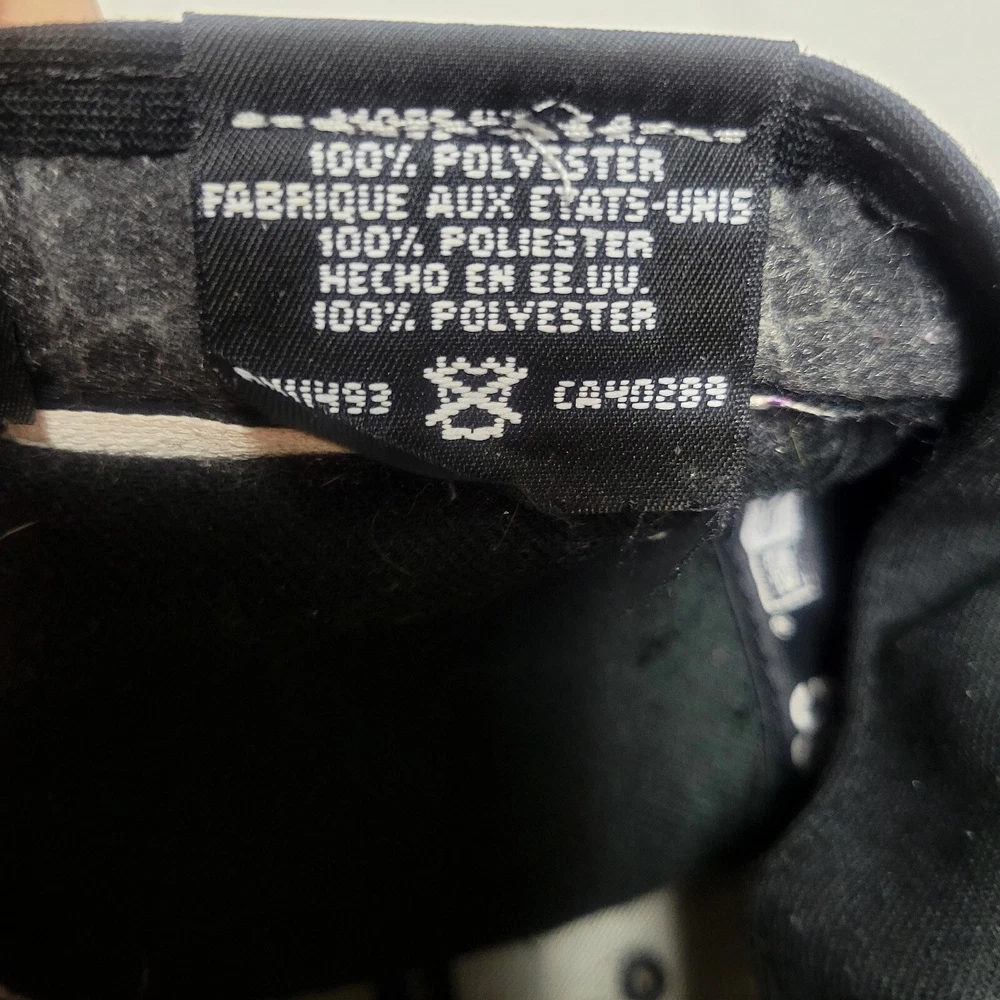 100% POLYESTER
FABRIQUE AUX ETATS-UNIS
100% POLIESTER
HECHO EN EE.UU.
100% POLYESTER
CA40289